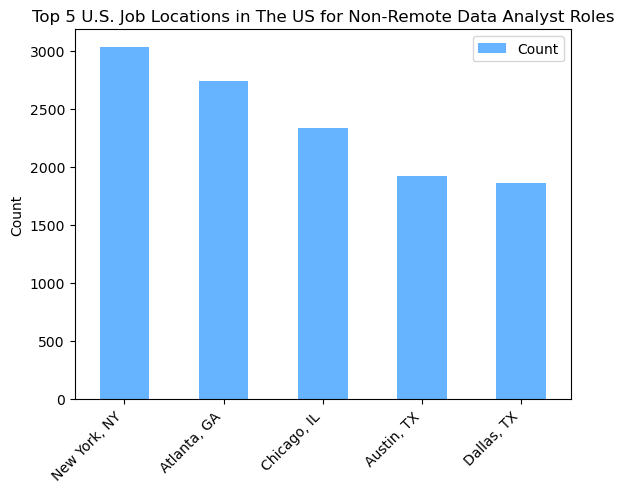 Top 5 U.S. Job Locations in The US for Non-Remote Data Analyst Roles
Count
3000
2500
2000
1500
1000
500
0
Count
New York, NY
Atlanta, GA
Chicago, IL
Austin, TX
Dallas, TX